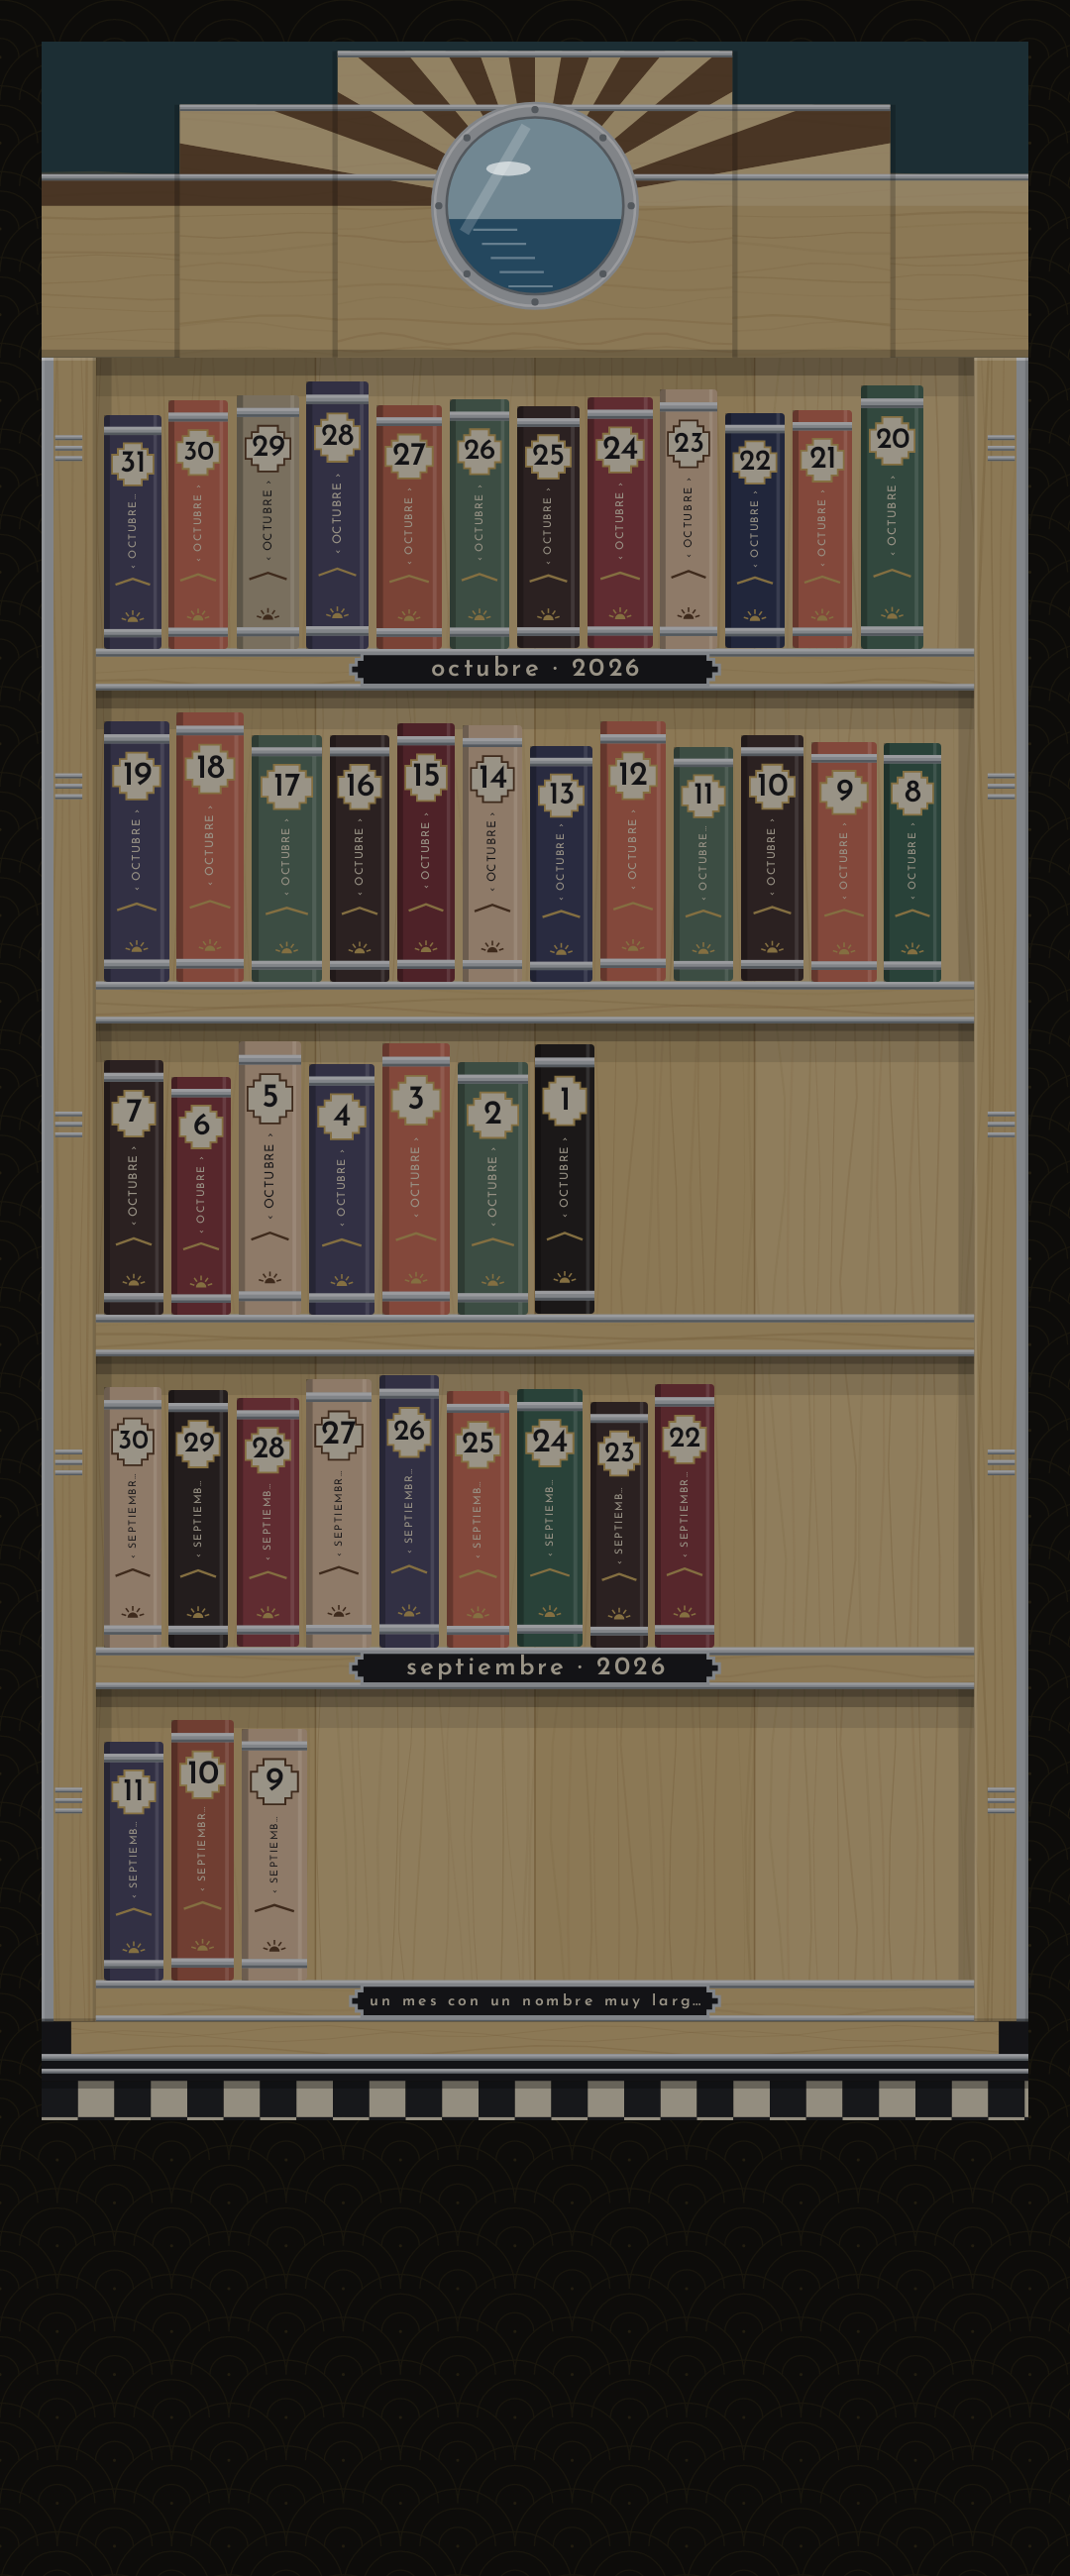 31 30 29 28 27 26 25 24 23 22 21 20
‹ OCTUBRE… ‹ OCTUBRE › ‹ OCTUBRE › ‹ OCTUBRE › ‹ OCTUBRE › ‹ OCTUBRE › ‹ OCTUBRE › ‹ OCTUBRE › ‹ OCTUBRE › ‹ OCTUBRE › ‹ OCTUBRE › ‹ OCTUBRE ›
octubre · 2026
19 18 17 16 15 14 13 12 11 10 9 8
‹ OCTUBRE › ‹ OCTUBRE › ‹ OCTUBRE › ‹ OCTUBRE › ‹ OCTUBRE › ‹ OCTUBRE › ‹ OCTUBRE › ‹ OCTUBRE › ‹ OCTUBRE… ‹ OCTUBRE › ‹ OCTUBRE › ‹ OCTUBRE ›
7 6 5 4 3 2 1
‹ OCTUBRE › ‹ OCTUBRE › ‹ OCTUBRE › ‹ OCTUBRE › ‹ OCTUBRE › ‹ OCTUBRE › ‹ OCTUBRE ›
30 29 28 27 26 25 24 23 22
‹ SEPTIEMBR… ‹ SEPTIEMB… ‹ SEPTIEMB… ‹ SEPTIEMBR… ‹ SEPTIEMBR… ‹ SEPTIEMB… ‹ SEPTIEMB… ‹ SEPTIEMB… ‹ SEPTIEMBR…
septiembre · 2026
11 10 9
‹ SEPTIEMB… ‹ SEPTIEMBR… ‹ SEPTIEMB…
un mes con un nombre muy larg…